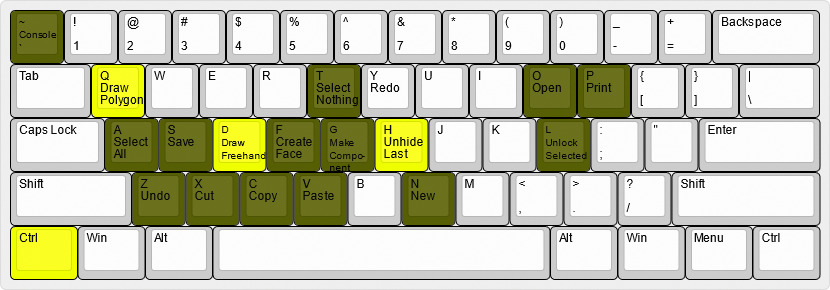 ~ ! @ # $ % ^ & * ( ) _ + Backspace
Console
` 1 2 3 4 5 6 7 8 9 0 - =
Tab Q W E R T Y U I O P { } |
Draw Select Redo Open Print
Polygon Nothing [ ] \
Caps Lock A S D F G H J K L : " Enter
Select Save Draw Create Make Unhide Unlock
All Freehand Face Compo- Last Selected ; '
nent
Shift Z X C V B N M < > ? Shift
Undo Cut Copy Paste New
, . /
Ctrl Win Alt Alt Win Menu Ctrl